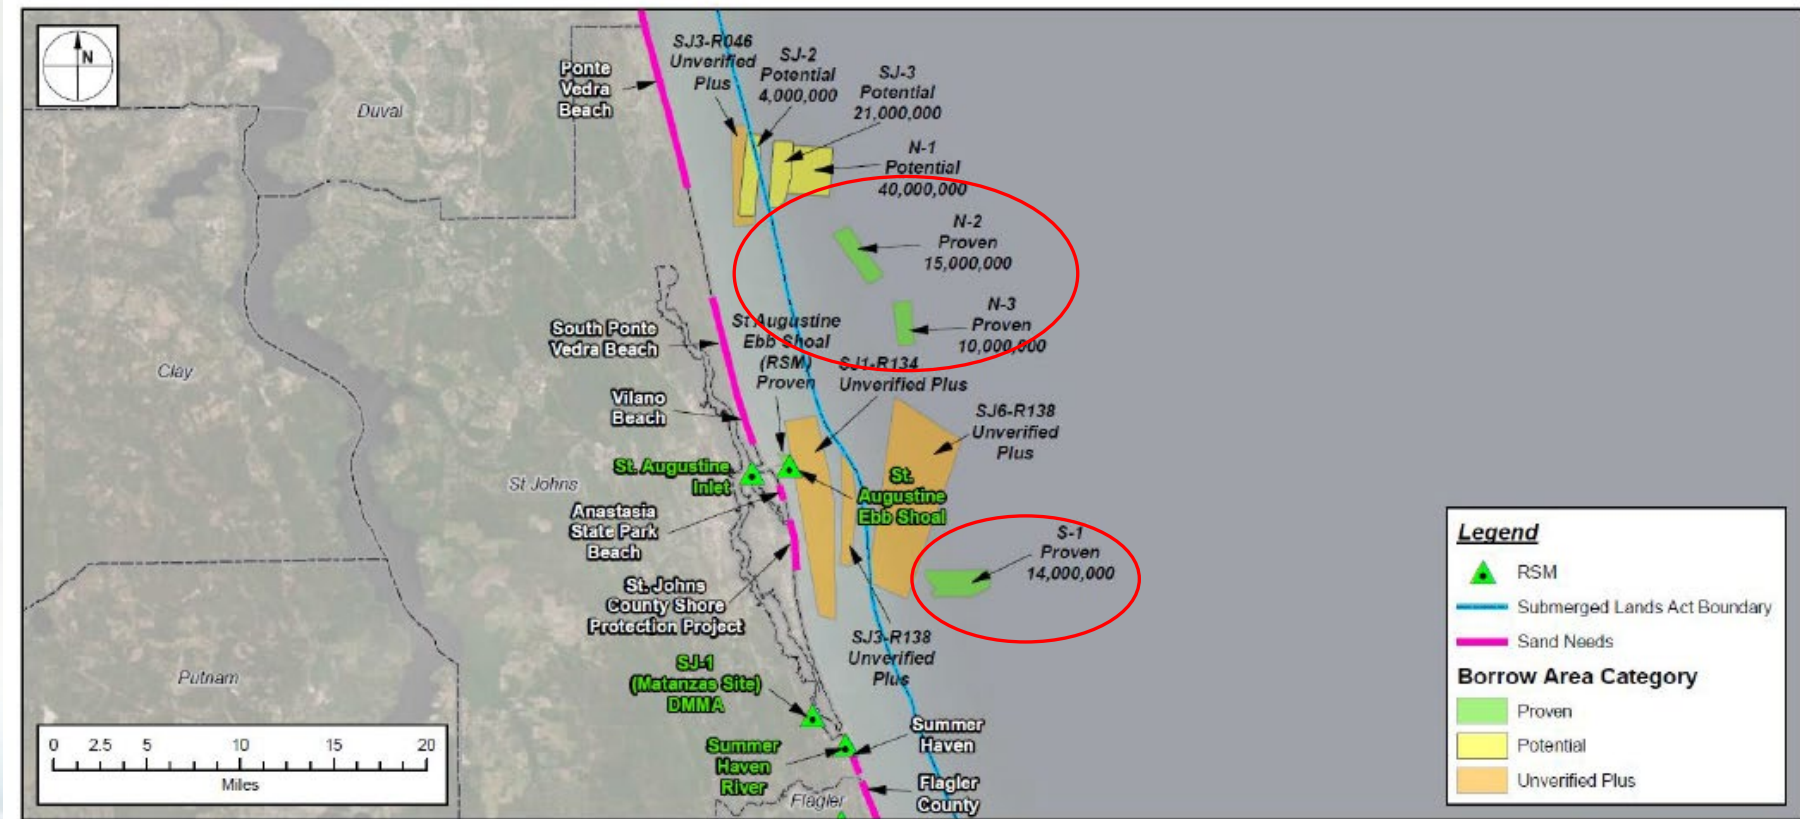 N
Duval
Ponte
Vedra
Beach
SJ3-R046
Unverified
Plus
SJ-2
Potential
4,000,000
SJ-3
Potential
21,000,000
N-1
Potential
40,000,000
N-2
Proven
15,000,000
N-3
Proven
10,000,000
South Ponte
Vedra Beach
St Augustine
Ebb Shoal
(RSM)
Proven
SJ1-R134
Unverified Plus
Clay
Vilano
Beach
SJ6-R138
Unverified
Plus
St. Augustine
Inlet
St Johns
St.
Augustine
Ebb Shoal
Anastasia
State Park
Beach
S-1
Proven
14,000,000
St. Johns
County Shore
Protection Project
SJ3-R138
Unverified
Plus
Putnam
SJ-1
(Matanzas Site)
DMMA
Summer
Haven
River
Summer
Haven
Flagler
County
Flagler
0 2.5 5 10 15 20
Miles
Legend
RSM
Submerged Lands Act Boundary
Sand Needs
Borrow Area Category
Proven
Potential
Unverified Plus